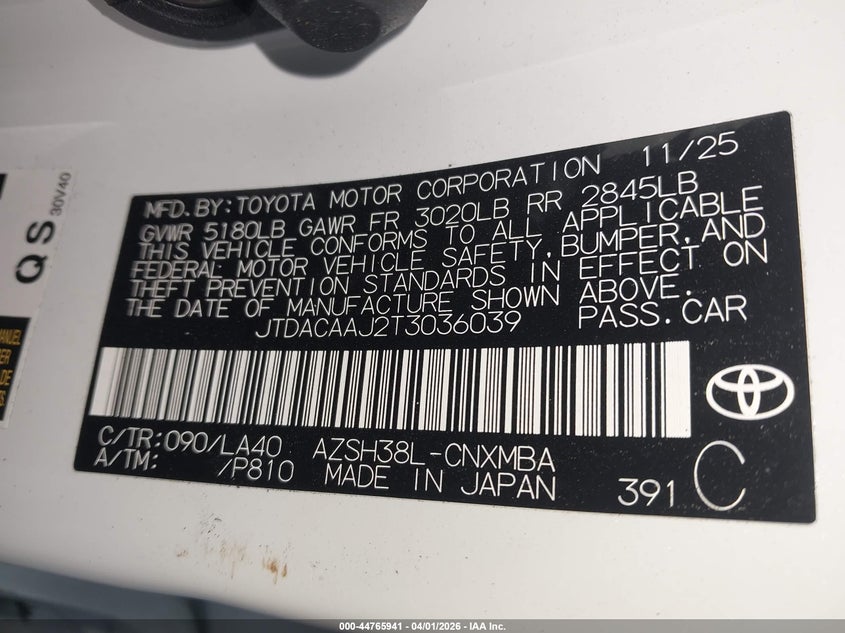 QS
30V40
MFD.BY:TOYOTA MOTOR CORPORATION 11/25
GVWR 5180LB GAWR FR 3020LB RR 2845LB
THIS VEHICLE CONFORMS TO ALL APPLICABLE
FEDERAL MOTOR VEHICLE SAFETY,BUMPER,AND
THEFT PREVENTION STANDARDS IN EFFECT ON
THE DATE OF MANUFACTURE SHOWN ABOVE.
JTDACAAJ2T3036039 PASS.CAR
C/TR:090/LA40 AZSH38L-CNXMBA
A/TM: /P810 MADE IN JAPAN 391 C
MANUEL
000-44765941 - 04/01/2026 - IAA Inc.